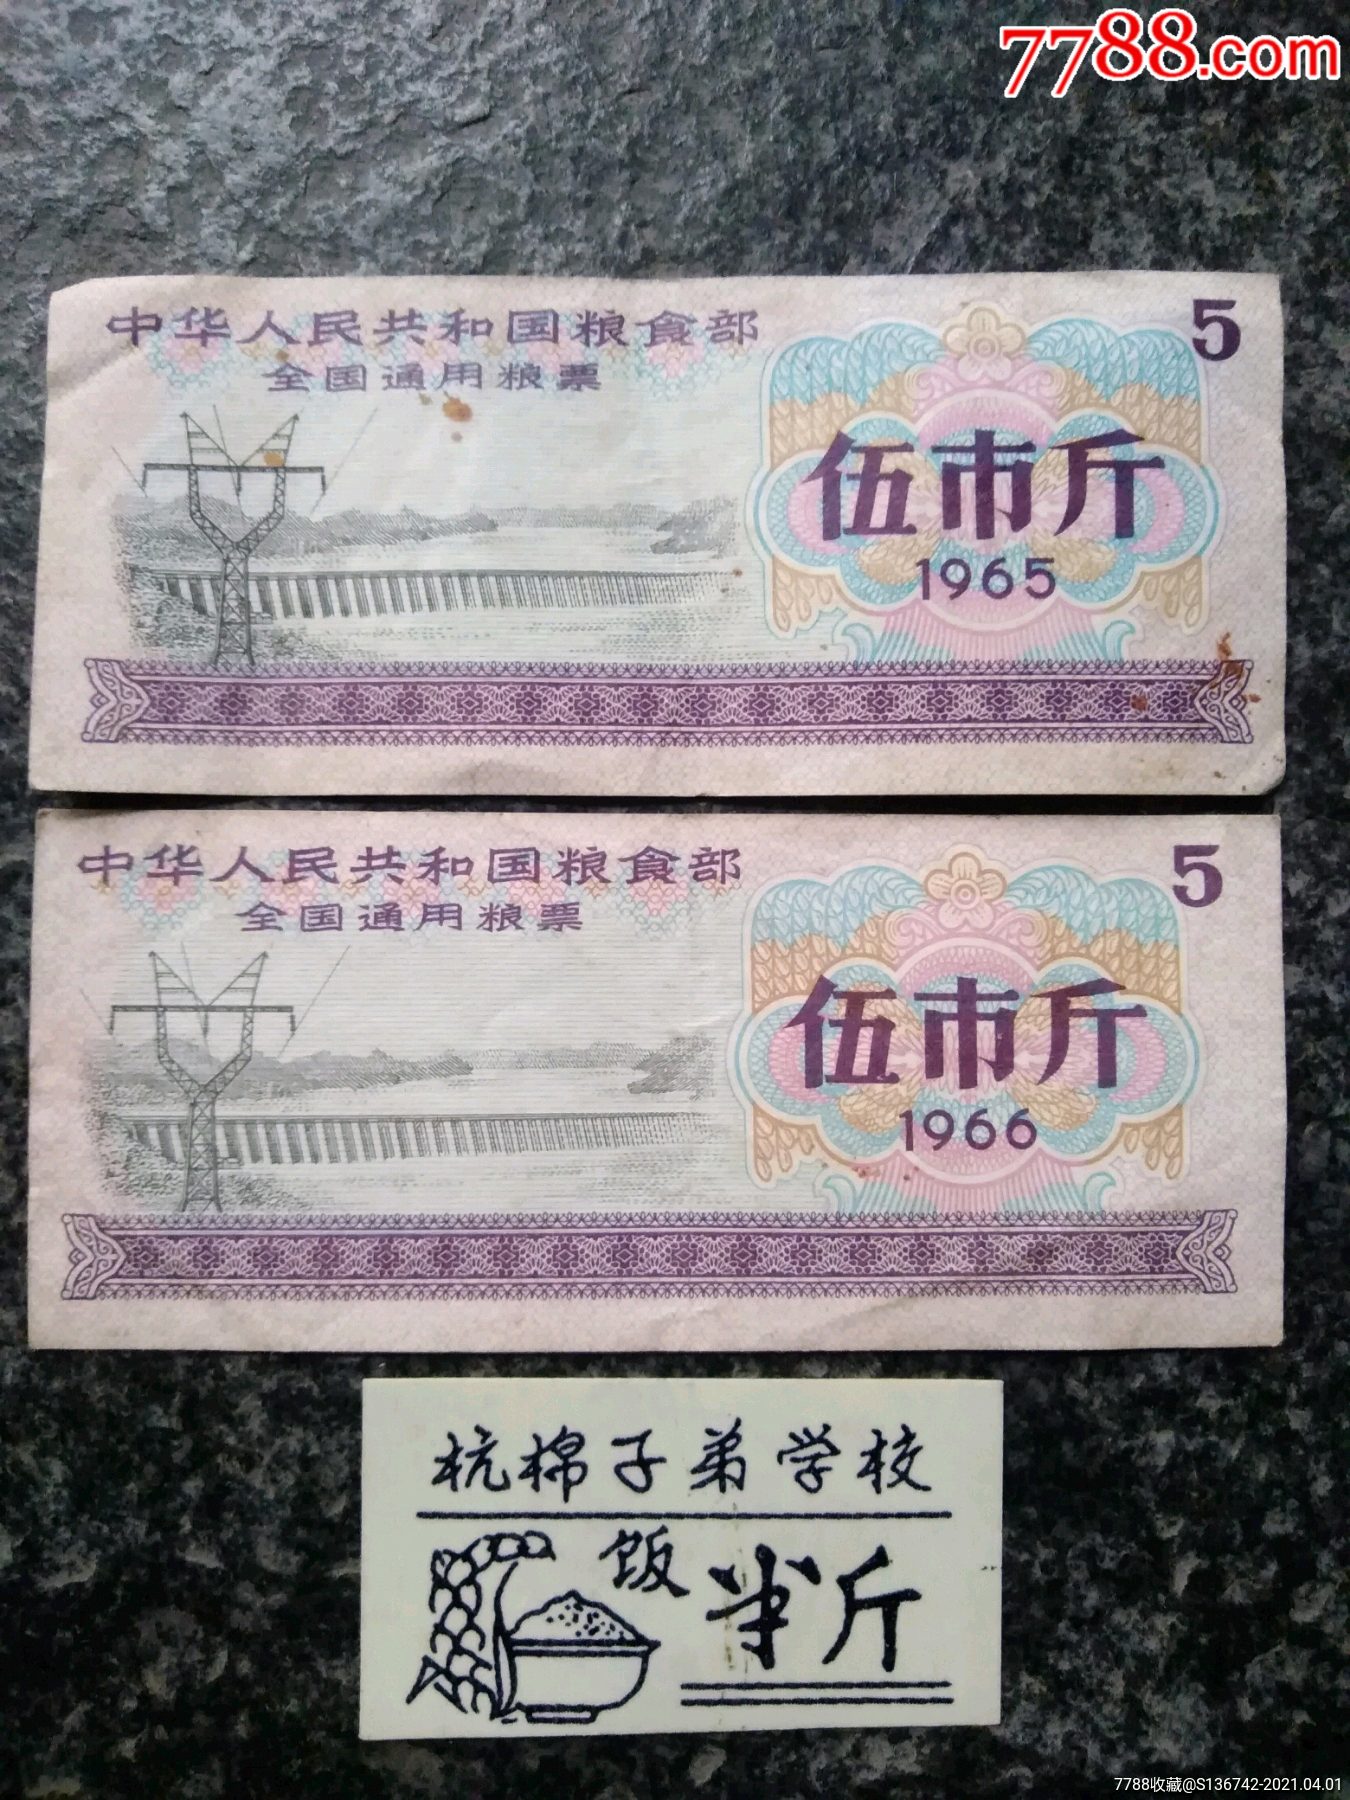 7788.com
中华人民共和国粮食部
5
全国通用粮票
伍市斤
1965
中华人民共和国粮食部
5
全国通用粮票
伍市斤
1966
杭棉子弟学校
饭 半斤
7788收藏@S136742-2021.04.01